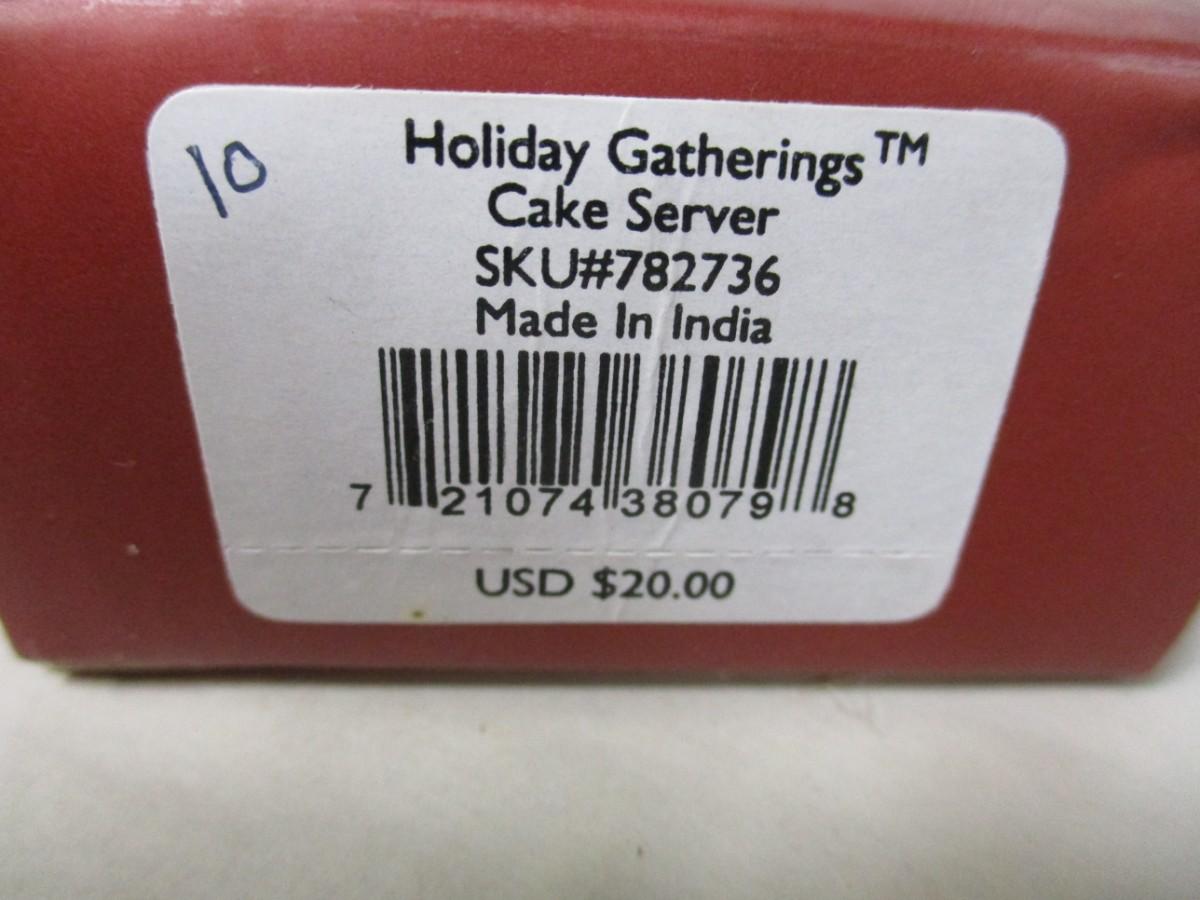 10
Holiday Gatherings™
Cake Server
SKU#782736
Made In India
7 21074 38079 8
USD $20.00